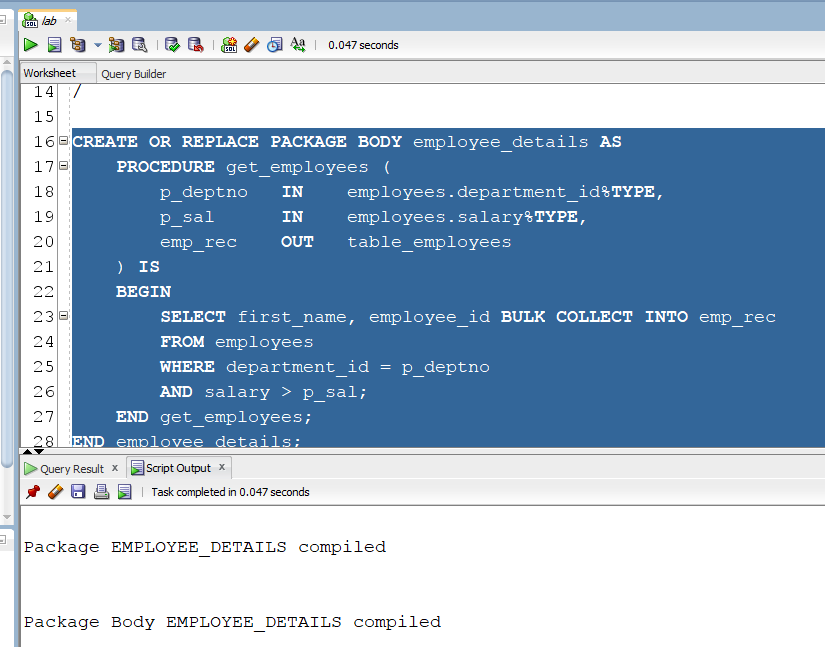 lab
0.047 seconds
Worksheet Query Builder
14 /
15
16 CREATE OR REPLACE PACKAGE BODY employee_details AS
17 PROCEDURE get_employees (
18 p_deptno IN employees.department_id%TYPE,
19 p_sal IN employees.salary%TYPE,
20 emp_rec OUT table_employees
21 ) IS
22 BEGIN
23 SELECT first_name, employee_id BULK COLLECT INTO emp_rec
24 FROM employees
25 WHERE department_id = p_deptno
26 AND salary > p_sal;
27 END get_employees;
28 END employee_details;
Query Result x Script Output x
Task completed in 0.047 seconds
Package EMPLOYEE_DETAILS compiled
Package Body EMPLOYEE_DETAILS compiled